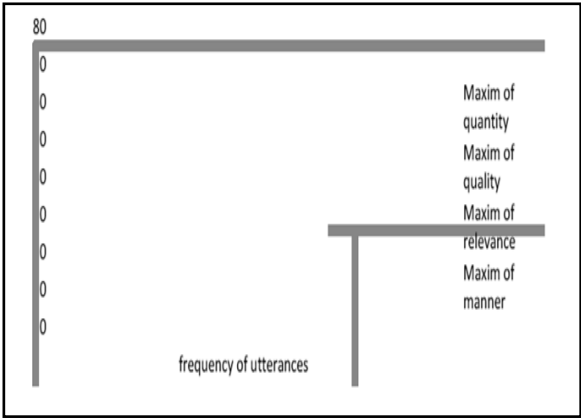 80
0
0
0
0
0
0
0
0
Maxim of
quantity
Maxim of
quality
Maxim of
relevance
Maxim of
manner
frequency of utterances